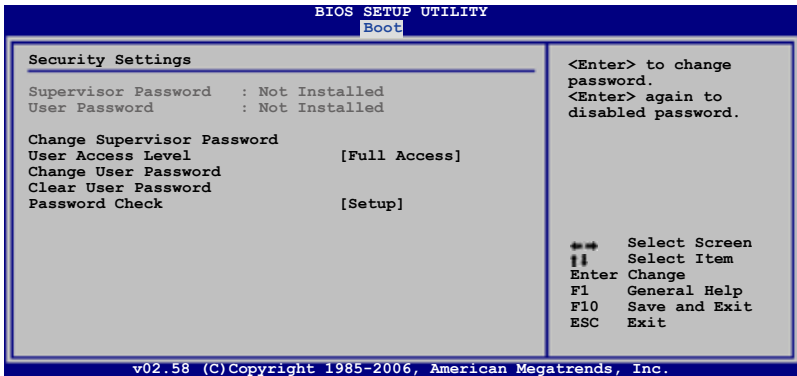 BIOS SETUP UTILITY
Boot
Security Settings
Supervisor Password : Not Installed
User Password : Not Installed
Change Supervisor Password
User Access Level [Full Access]
Change User Password
Clear User Password
Password Check [Setup]
<Enter> to change
password.
<Enter> again to
disabled password.
←→ Select Screen
↑↓ Select Item
Enter Change
F1 General Help
F10 Save and Exit
ESC Exit
v02.58 (C)Copyright 1985-2006, American Megatrends, Inc.